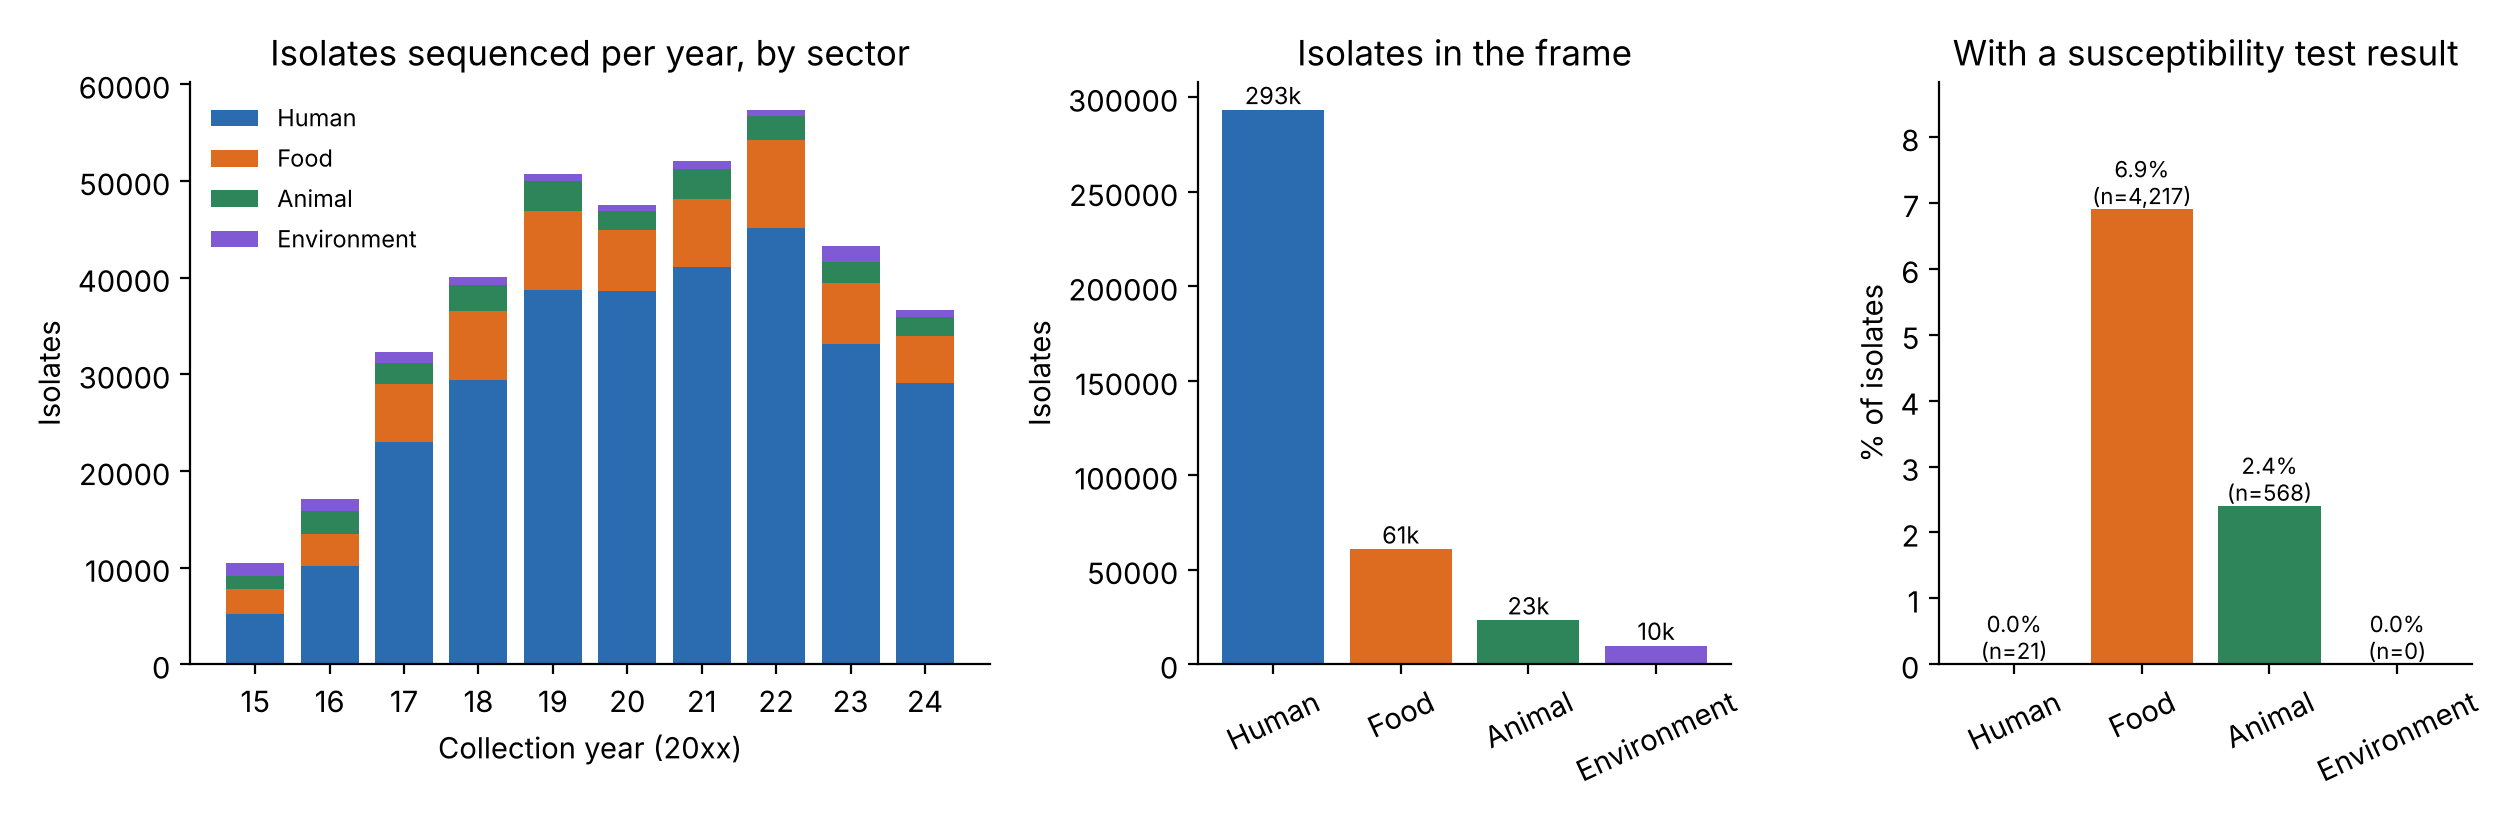 Isolates sequenced per year, by sector
60000
50000
40000
30000
20000
10000
0
Isolates
Human
Food
Animal
Environment
15 16 17 18 19 20 21 22 23 24
Collection year (20xx)
Isolates in the frame
300000
250000
200000
150000
100000
50000
0
Isolates
293k
61k
23k
10k
Human Food Animal Environment
With a susceptibility test result
8
7
6
5
4
3
2
1
0
% of isolates
0.0%
(n=21)
6.9%
(n=4,217)
2.4%
(n=568)
0.0%
(n=0)
Human Food Animal Environment